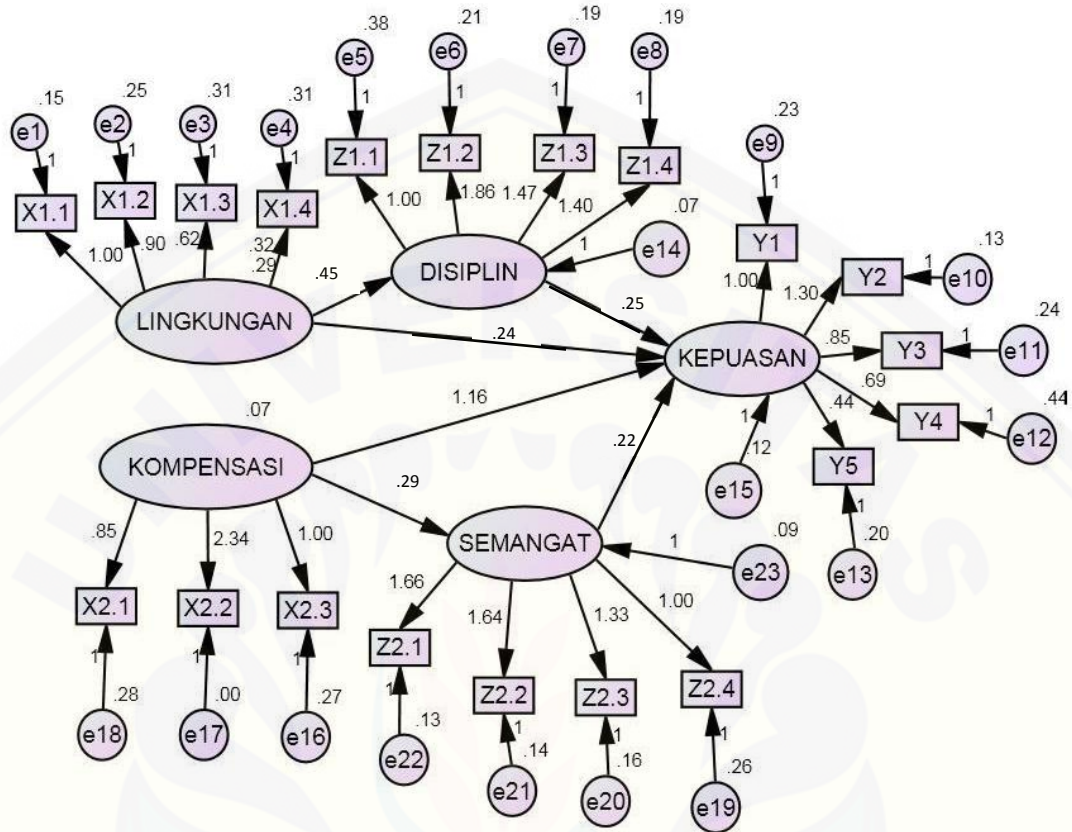 .38
.21
.19
.19
e5
e6
e7
e8
.15
.25
.31
.31
e1
e2
e3
e4
1
1
1
1
1
1
1
1
.23
e9
1
X1.1
X1.2
X1.3
X1.4
Z1.1
Z1.2
Z1.3
Z1.4
1.00
.90
.62
.32
.29
1.00
1.86
1.47
1.40
.07
e14
1
LINGKUNGAN
.45
DISIPLIN
.25
.24
Y1
1.00
1.30
Y2
1
e10
.13
KEPUASAN
.85
Y3
1
e11
.24
.69
Y4
1
e12
.44
.44
Y5
1
e13
.20
1
.12
e15
.07
KOMPENSASI
1.16
.29
.22
SEMANGAT
1
e23
.09
.85
2.34
1.00
X2.1
X2.2
X2.3
1
1
1
.28
.00
.27
e18
e17
e16
1.66
1.64
1.33
1.00
Z2.1
Z2.2
Z2.3
Z2.4
1
1
1
1
.13
.14
.16
.26
e22
e21
e20
e19
UNIVERSITAS